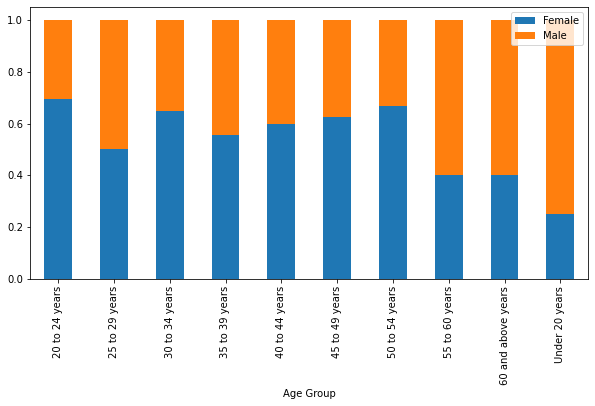 1.0
0.8
0.6
0.4
0.2
0.0
Female
Male
20 to 24 years
25 to 29 years
30 to 34 years
35 to 39 years
40 to 44 years
45 to 49 years
50 to 54 years
55 to 60 years
60 and above years
Under 20 years
Age Group